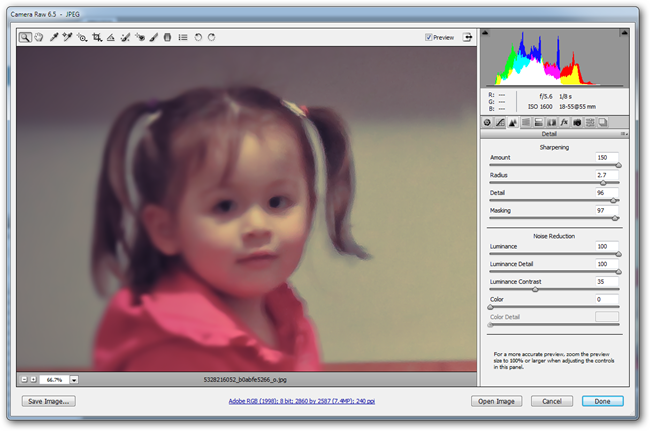 Camera Raw 6.5 - JPEG
Preview
R: ---
G: ---
B: ---
f/5.6 1/8 s
ISO 1600 18-55@55 mm
fx
Detail
Sharpening
Amount 150
Radius 2.7
Detail 96
Masking 97
Noise Reduction
Luminance 100
Luminance Detail 100
Luminance Contrast 35
Color 0
Color Detail
For a more accurate preview, zoom the preview
size to 100% or larger when adjusting the controls
in this panel.
66.7%
5328216052_b0abfe5266_o.jpg
Save Image...
Adobe RGB (1998); 8 bit; 2860 by 2587 (7.4MP); 240 ppi
Open Image
Cancel
Done